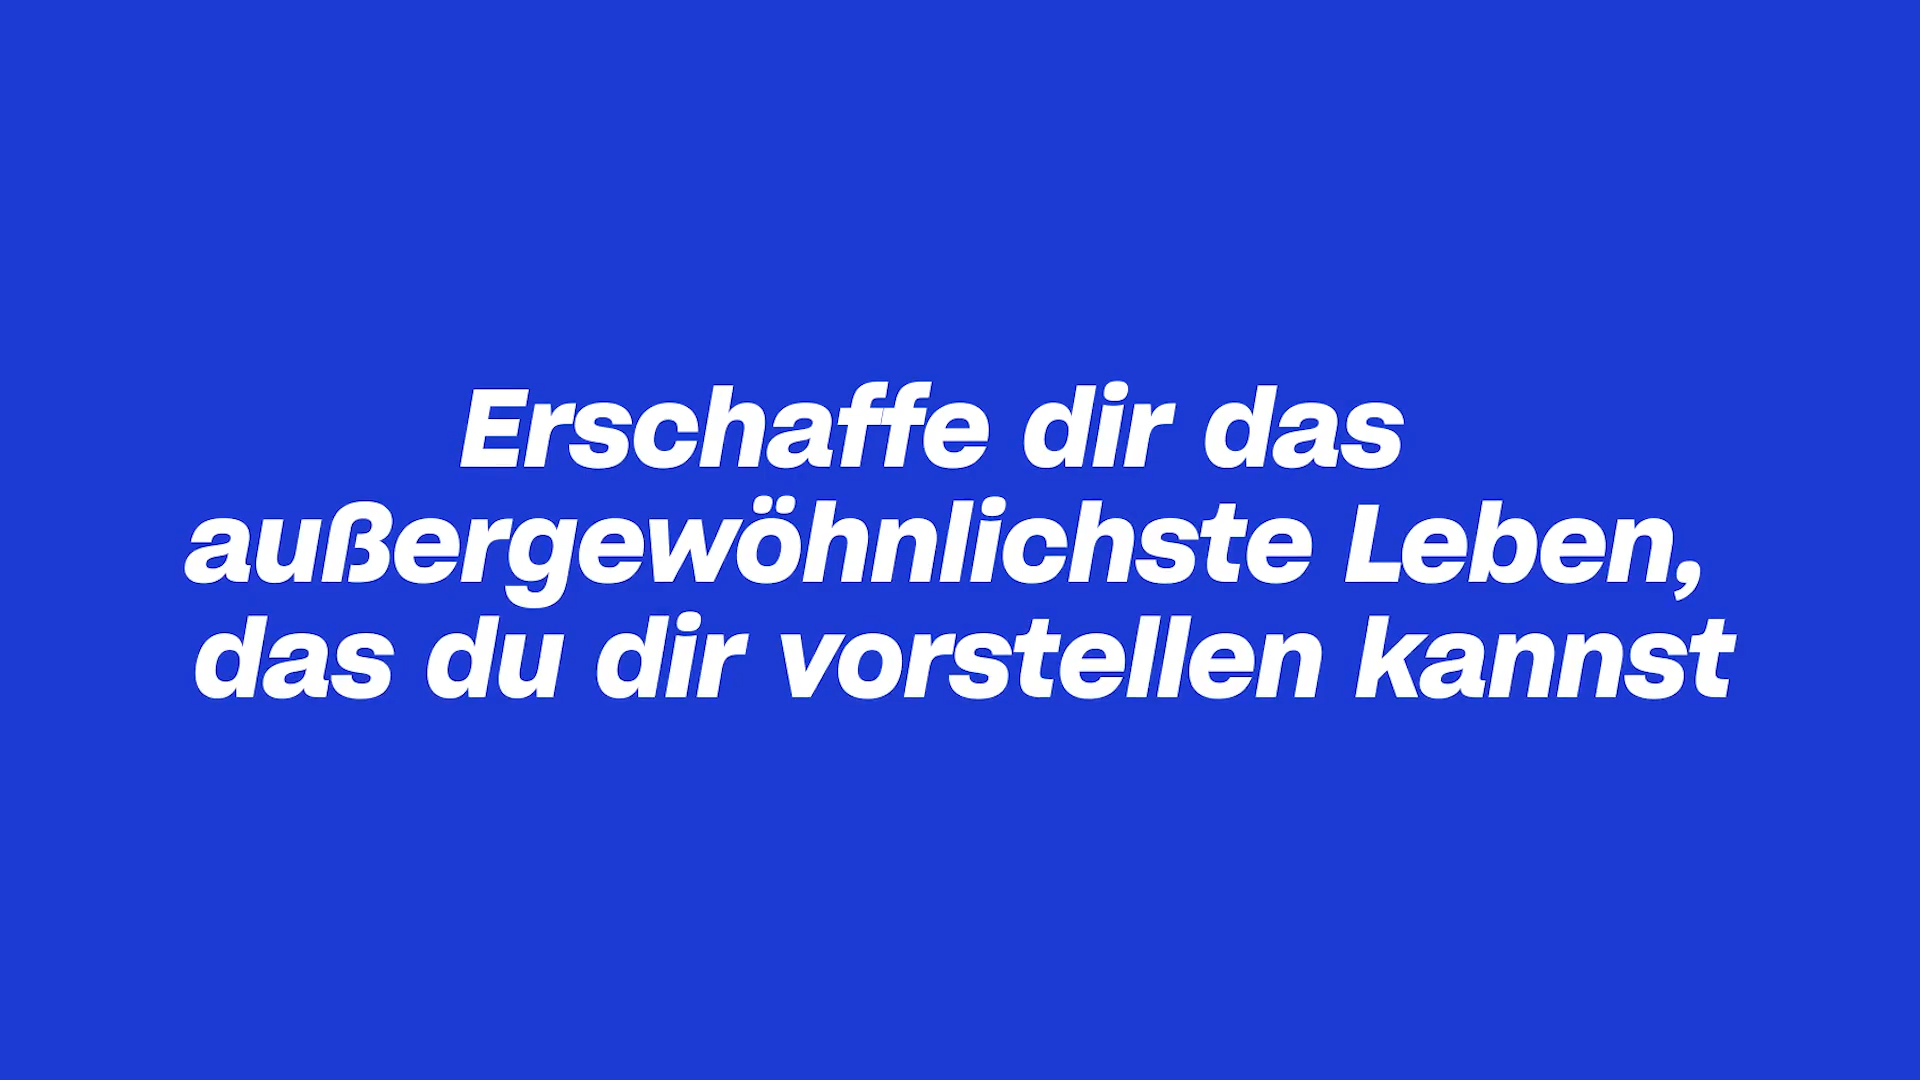 Erschaffe dir das
außergewöhnlichste Leben,
das du dir vorstellen kannst